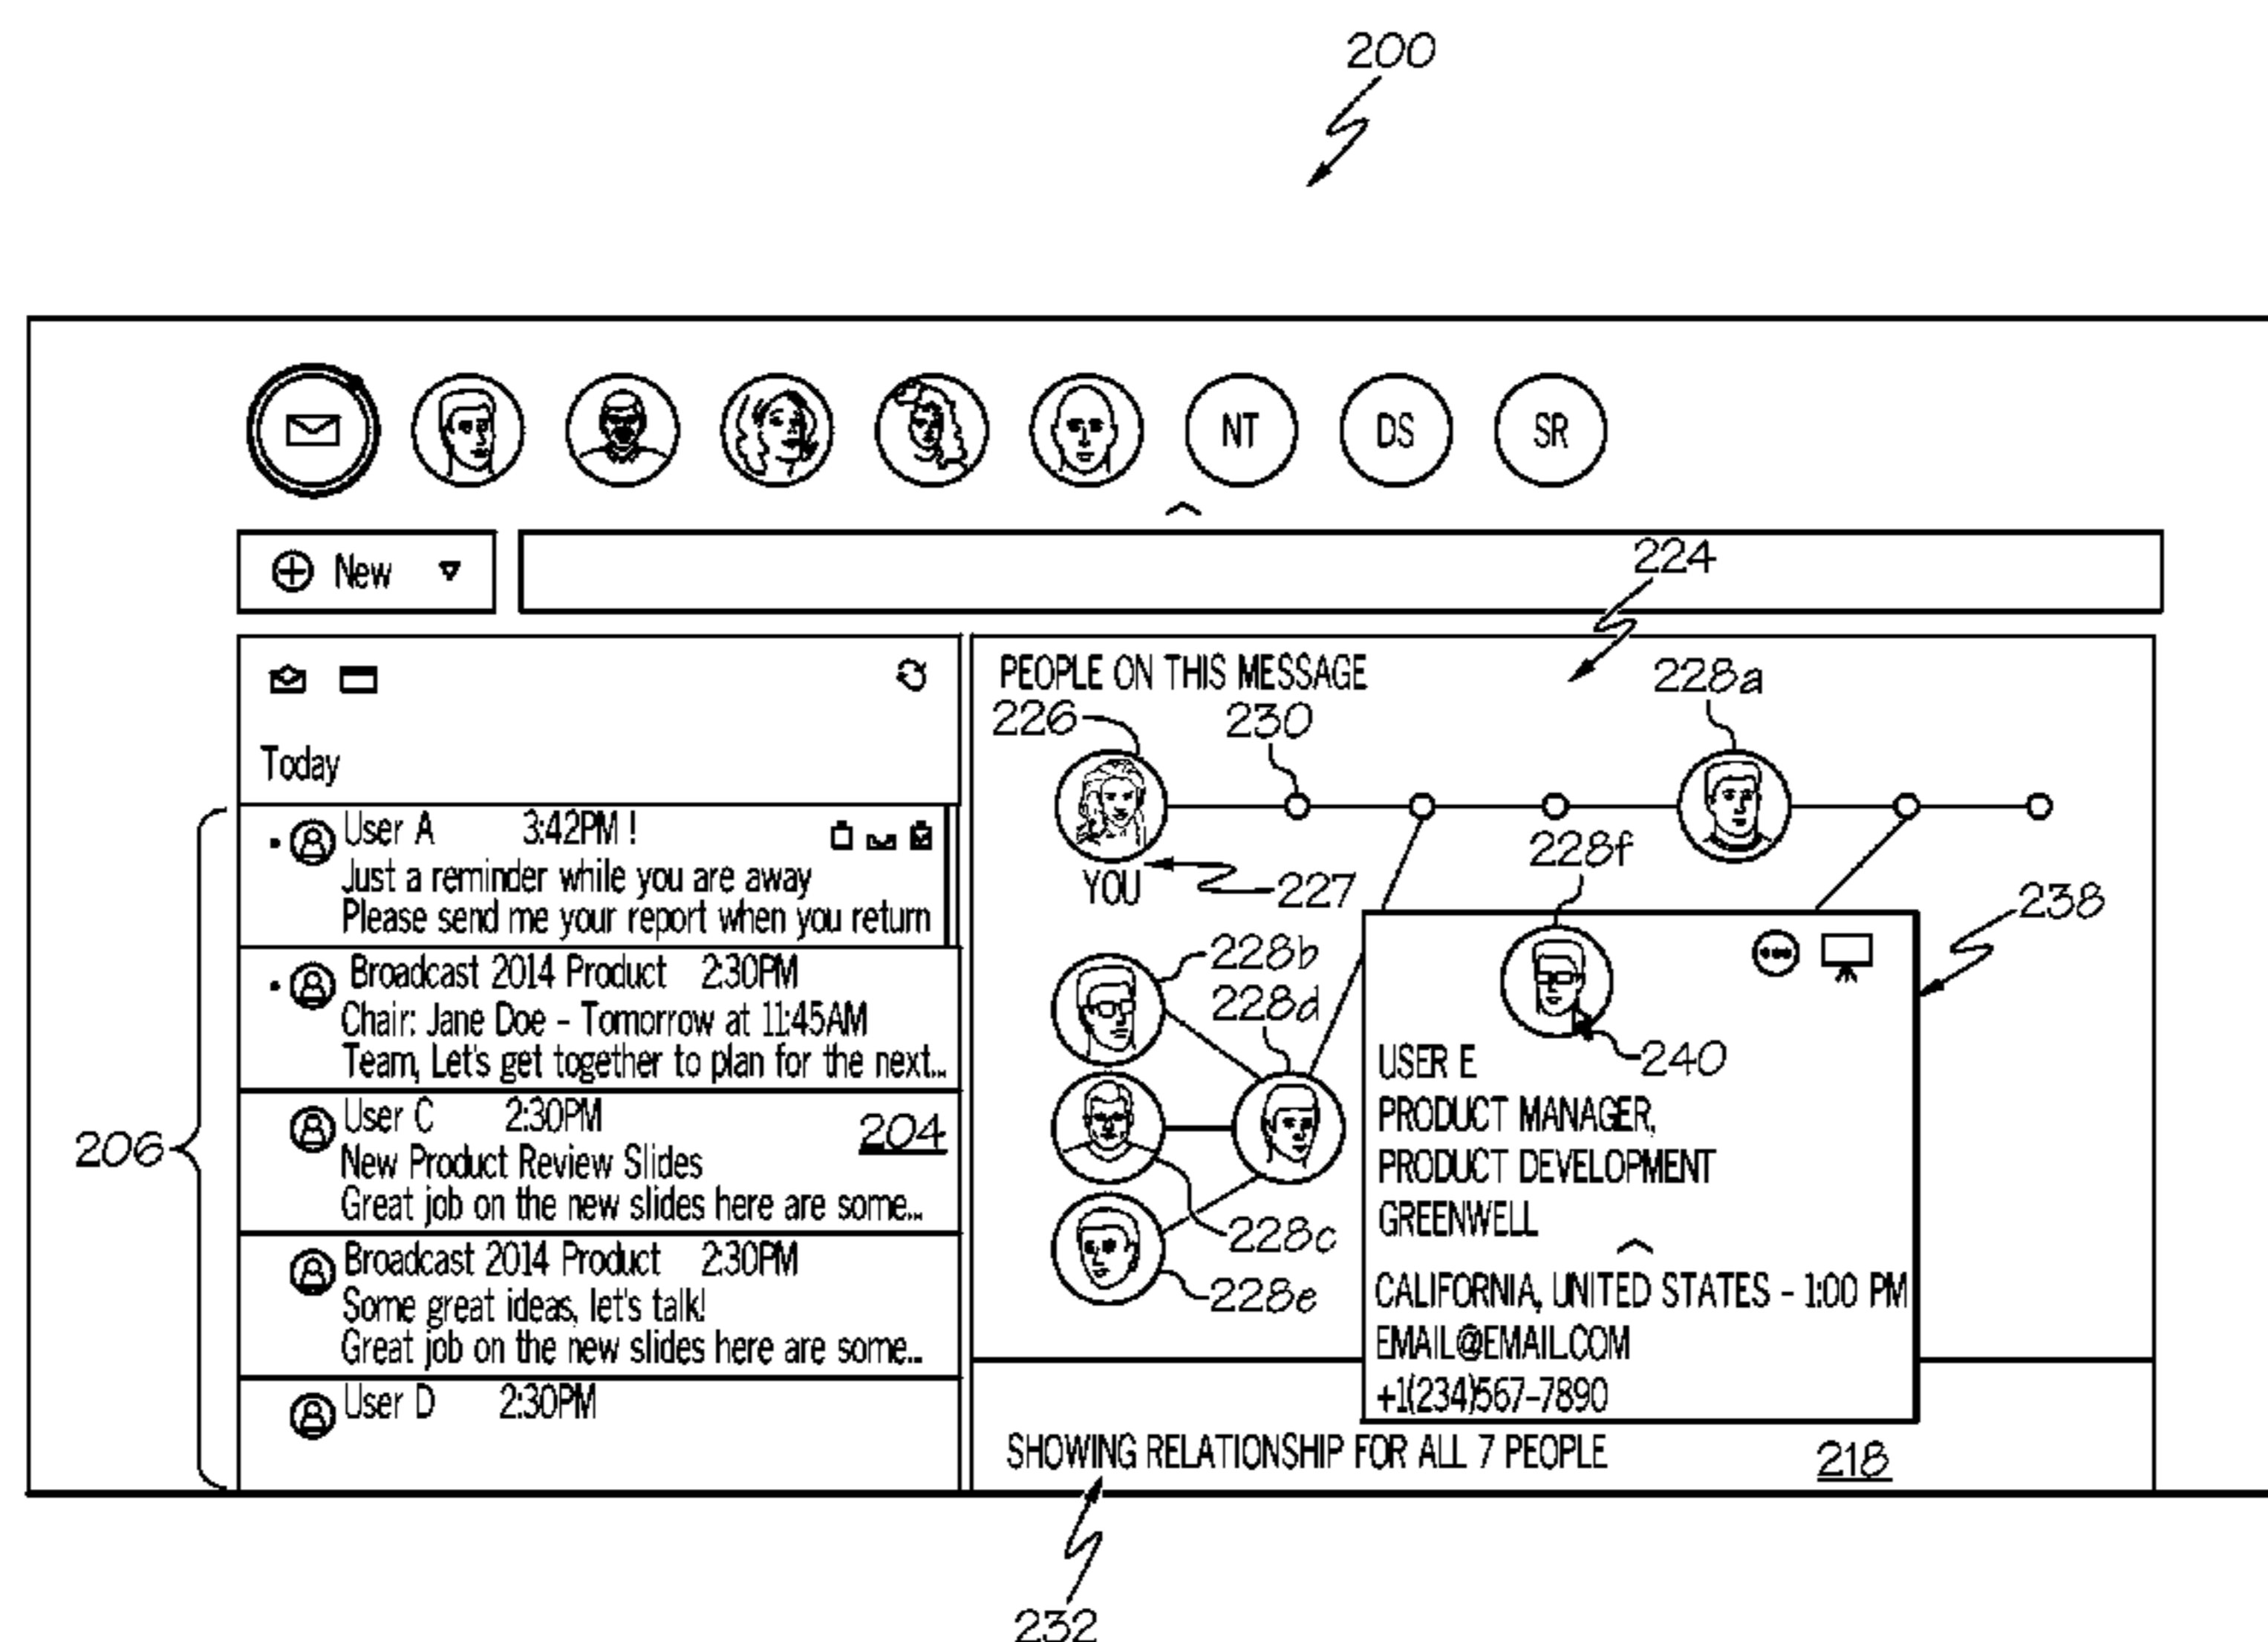 200
NT DS SR
New
224
PEOPLE ON THIS MESSAGE
228a
226
230
Today
User A 3:42PM !
Just a reminder while you are away
Please send me your report when you return
YOU
227
228f
238
Broadcast 2014 Product 2:30PM
Chair: Jane Doe - Tomorrow at 11:45AM
Team, Let's get together to plan for the next...
228b
228d
240
USER E
PRODUCT MANAGER,
PRODUCT DEVELOPMENT
GREENWELL
206
User C 2:30PM
204
New Product Review Slides
Great job on the new slides here are some...
228c
228e
CALIFORNIA, UNITED STATES - 1:00 PM
EMAIL@EMAIL.COM
+1(234)567-7890
Broadcast 2014 Product 2:30PM
Some great ideas, let's talk!
Great job on the new slides here are some...
User D 2:30PM
SHOWING RELATIONSHIP FOR ALL 7 PEOPLE
218
232